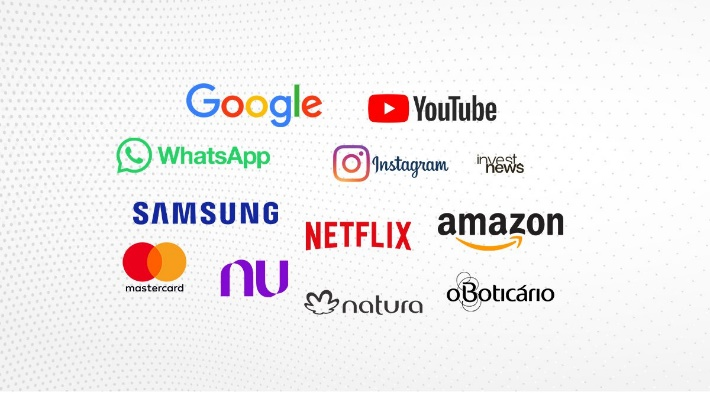 Google
YouTube
WhatsApp
Instagram
invest
news
SAMSUNG
NETFLIX
amazon
mastercard
nu
natura
oBoticário